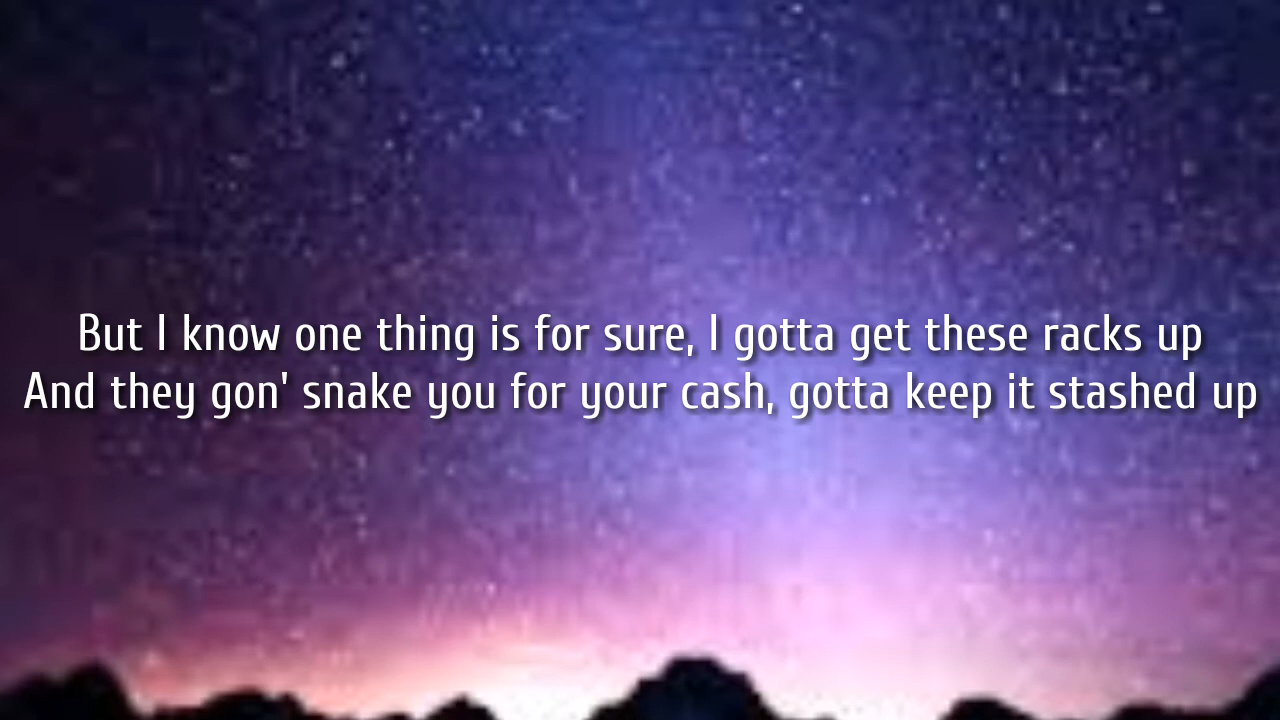 But I know one thing is for sure, I gotta get these racks up
And they gon' snake you for your cash, gotta keep it stashed up